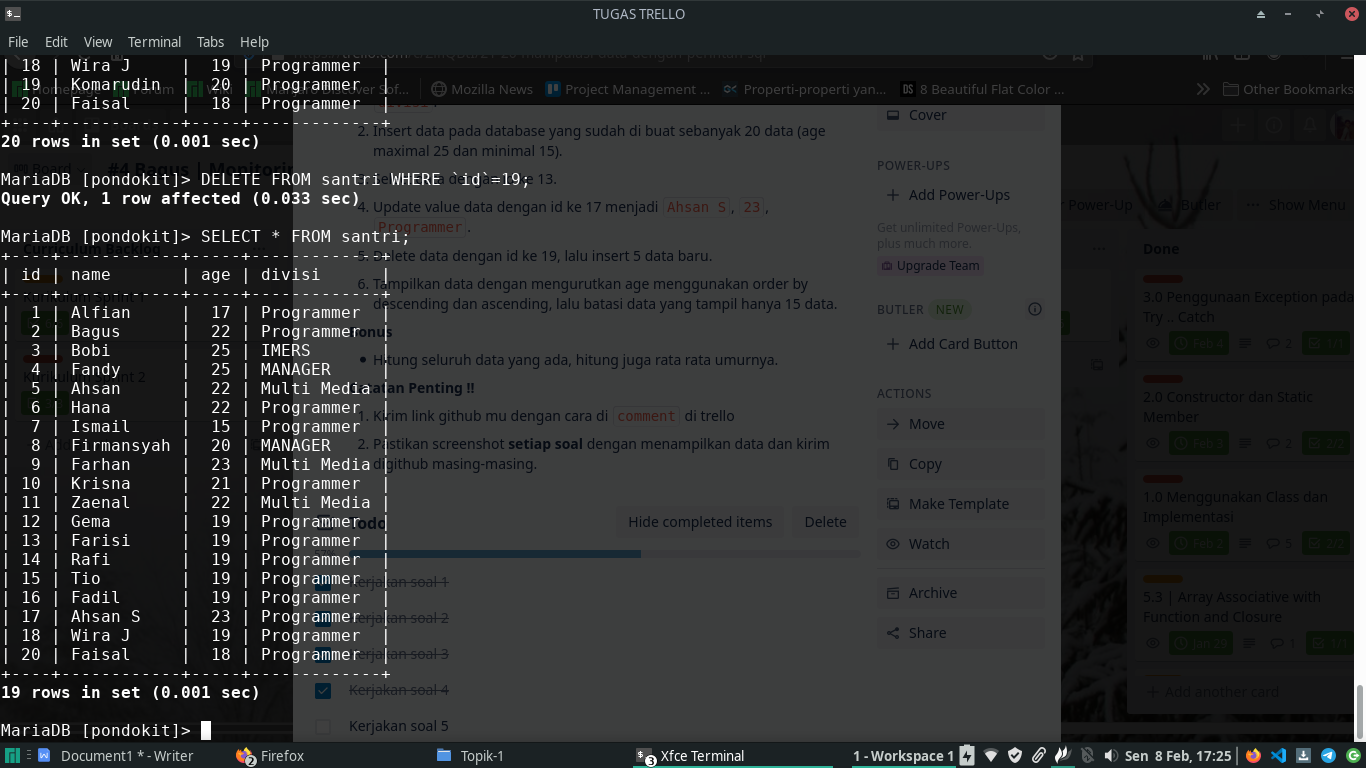 TUGAS TRELLO
File Edit View Terminal Tabs Help
| 18 | Wira J | 19 | Programmer |
| 19 | Komarudin | 20 | Programmer |
| 20 | Faisal | 18 | Programmer |
+----+-----------+-----+-------------+
20 rows in set (0.001 sec)
MariaDB [pondokit]> DELETE FROM santri WHERE `id`=19;
Query OK, 1 row affected (0.033 sec)
MariaDB [pondokit]> SELECT * FROM santri;
+----+-----------+-----+-------------+
| id | name | age | divisi |
+----+-----------+-----+-------------+
| 1 | Alfian | 17 | Programmer |
| 2 | Bagus | 22 | Programmer |
| 3 | Bobi | 25 | IMERS |
| 4 | Fandy | 25 | MANAGER |
| 5 | Ahsan | 22 | Multi Media |
| 6 | Hana | 22 | Programmer |
| 7 | Ismail | 15 | Programmer |
| 8 | Firmansyah | 20 | MANAGER |
| 9 | Farhan | 23 | Multi Media |
| 10 | Krisna | 21 | Programmer |
| 11 | Zaenal | 22 | Multi Media |
| 12 | Gema | 19 | Programmer |
| 13 | Farisi | 19 | Programmer |
| 14 | Rafi | 19 | Programmer |
| 15 | Tio | 19 | Programmer |
| 16 | Fadil | 19 | Programmer |
| 17 | Ahsan S | 23 | Programmer |
| 18 | Wira J | 19 | Programmer |
| 20 | Faisal | 18 | Programmer |
+----+-----------+-----+-------------+
19 rows in set (0.001 sec)
MariaDB [pondokit]>
Mozilla News Project Management ... Properti-properti yan... 8 Beautiful Flat Color ... Other Bookmarks
#4 Bagus | Monitorin
2. Insert data pada database yang sudah di buat sebanyak 20 data (age
maksimal 25 dan minimal 15).
4. Update value data dengan id ke 17 menjadi Ahsan S, 23,
Programmer.
5. Delete data dengan id ke 19, lalu insert 5 data baru.
6. Tampilkan data dengan mengurutkan age menggunakan order by
descending dan ascending, lalu batasi data yang tampil hanya 15 data.
Bonus
• Hitung seluruh data yang ada, hitung juga rata rata umurnya.
Catatan Penting !!
1. Kirim link github mu dengan cara di comment di trello
2. Pastikan screenshot setiap soal dengan menampilkan data dan kirim
digithub masing-masing.
Todo
Hide completed items Delete
Kerjakan soal 1
Kerjakan soal 2
Kerjakan soal 3
Kerjakan soal 4
Kerjakan soal 5
Cover
POWER-UPS
+ Add Power-Ups
Get unlimited Power-Ups,
plus much more.
Upgrade Team
BUTLER NEW
+ Add Card Button
ACTIONS
Move
Copy
Make Template
Watch
Archive
Share
Butler ... Show Menu
Done
3.0 Penggunaan Exception pada
Try .. Catch
Feb 4 2 1/1
2.0 Constructor dan Static
Member
Feb 3 2 2/2
1.0 Menggunakan Class dan
Implementasi
Feb 2 5 2/2
5.3 | Array Associative with
Function and Closure
Jan 29 1 1/1
+ Add another card
Document1 * - Writer 2 Firefox Topik-1 3 Xfce Terminal 1 - Workspace 1 Sen 8 Feb, 17:25